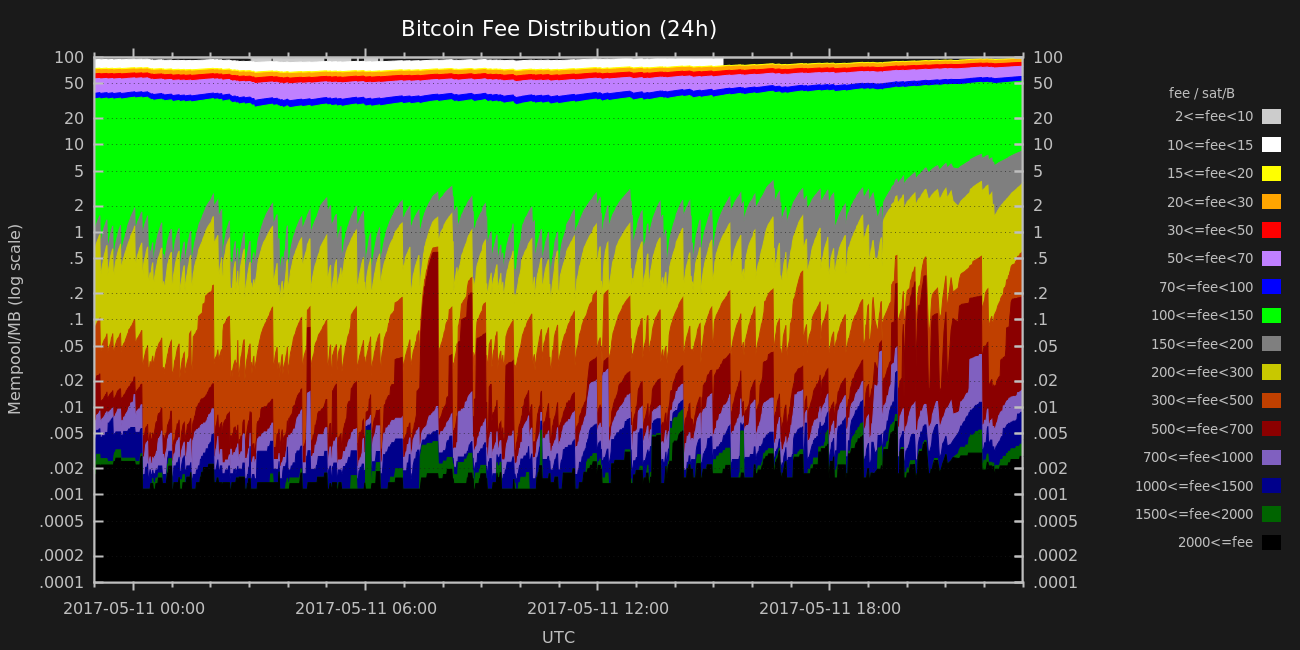 Bitcoin Fee Distribution (24h)
Mempool/MB (log scale)
100
50
20
10
5
2
1
.5
.2
.1
.05
.02
.01
.005
.002
.001
.0005
.0002
.0001
100
50
20
10
5
2
1
.5
.2
.1
.05
.02
.01
.005
.002
.001
.0005
.0002
.0001
2017-05-11 00:00
2017-05-11 06:00
2017-05-11 12:00
2017-05-11 18:00
UTC
fee / sat/B
2<=fee<10
10<=fee<15
15<=fee<20
20<=fee<30
30<=fee<50
50<=fee<70
70<=fee<100
100<=fee<150
150<=fee<200
200<=fee<300
300<=fee<500
500<=fee<700
700<=fee<1000
1000<=fee<1500
1500<=fee<2000
2000<=fee